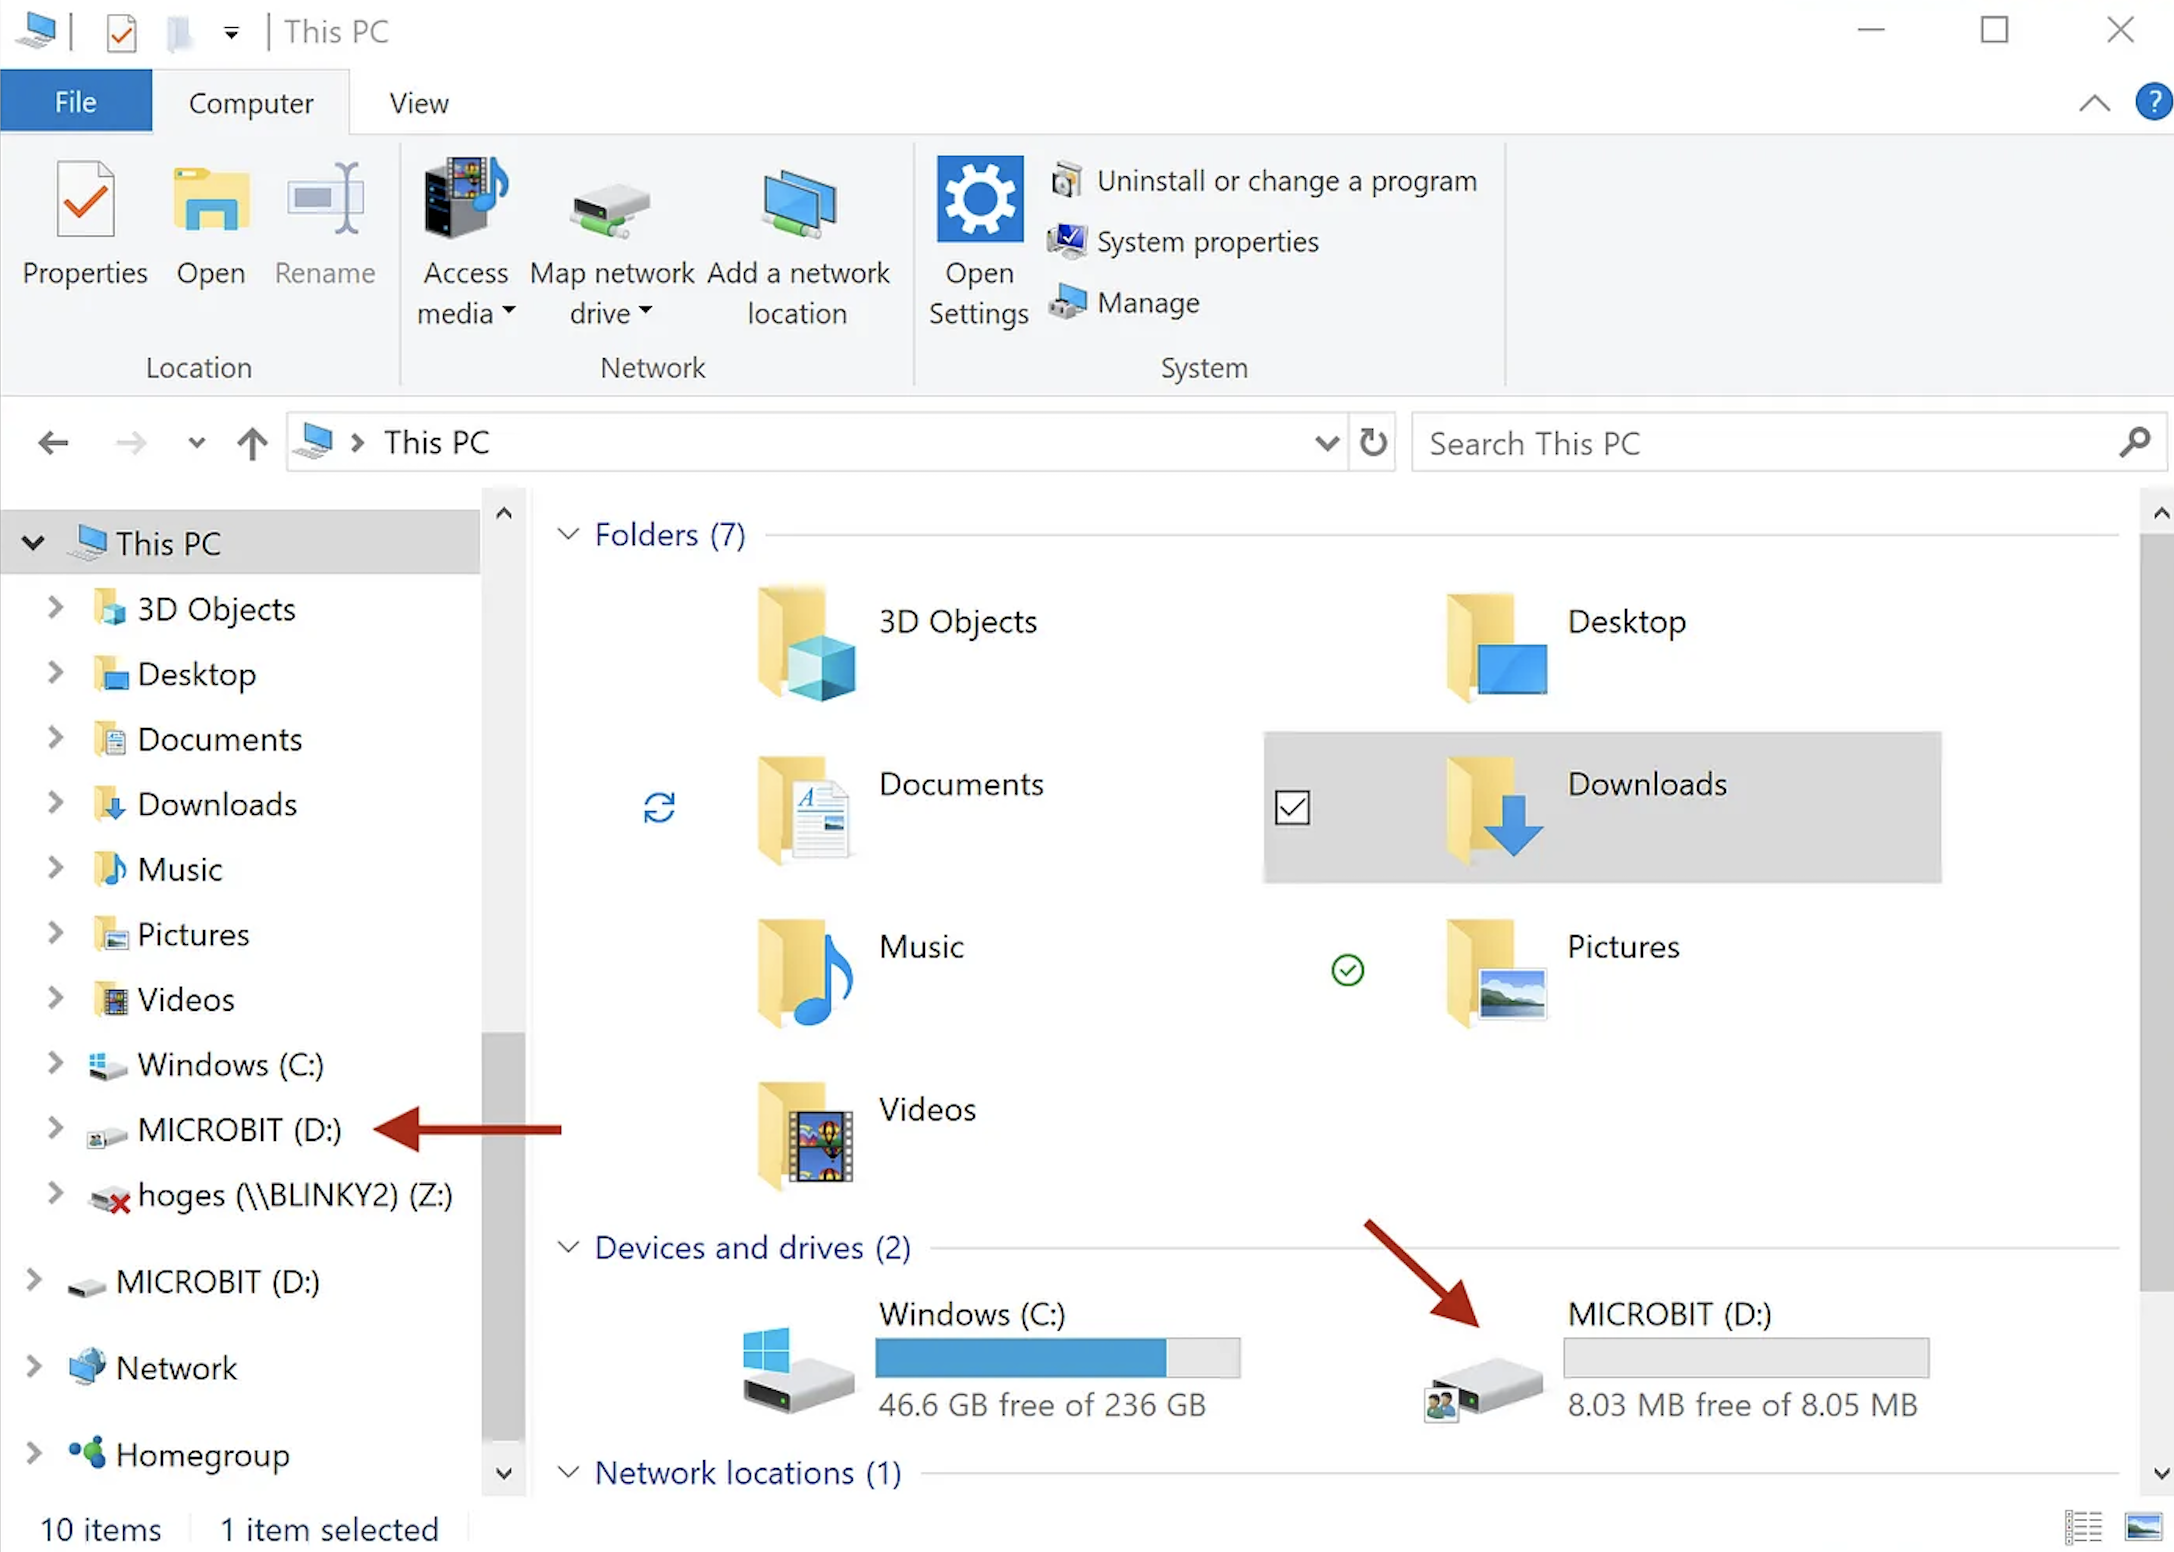 This PC
File
Computer
View
?
Properties
Open
Rename
Access
media
Map network
drive
Add a network
location
Open
Settings
Uninstall or change a program
System properties
Manage
Location
Network
System
This PC
Search This PC
This PC
3D Objects
Desktop
Documents
Downloads
Music
Pictures
Videos
Windows (C:)
MICROBIT (D:)
hoges (\\BLINKY2) (Z:)
MICROBIT (D:)
Network
Homegroup
Folders (7)
3D Objects
Desktop
A
Documents
Downloads
Music
Pictures
Videos
Devices and drives (2)
Windows (C:)
46.6 GB free of 236 GB
MICROBIT (D:)
8.03 MB free of 8.05 MB
Network locations (1)
10 items
1 item selected